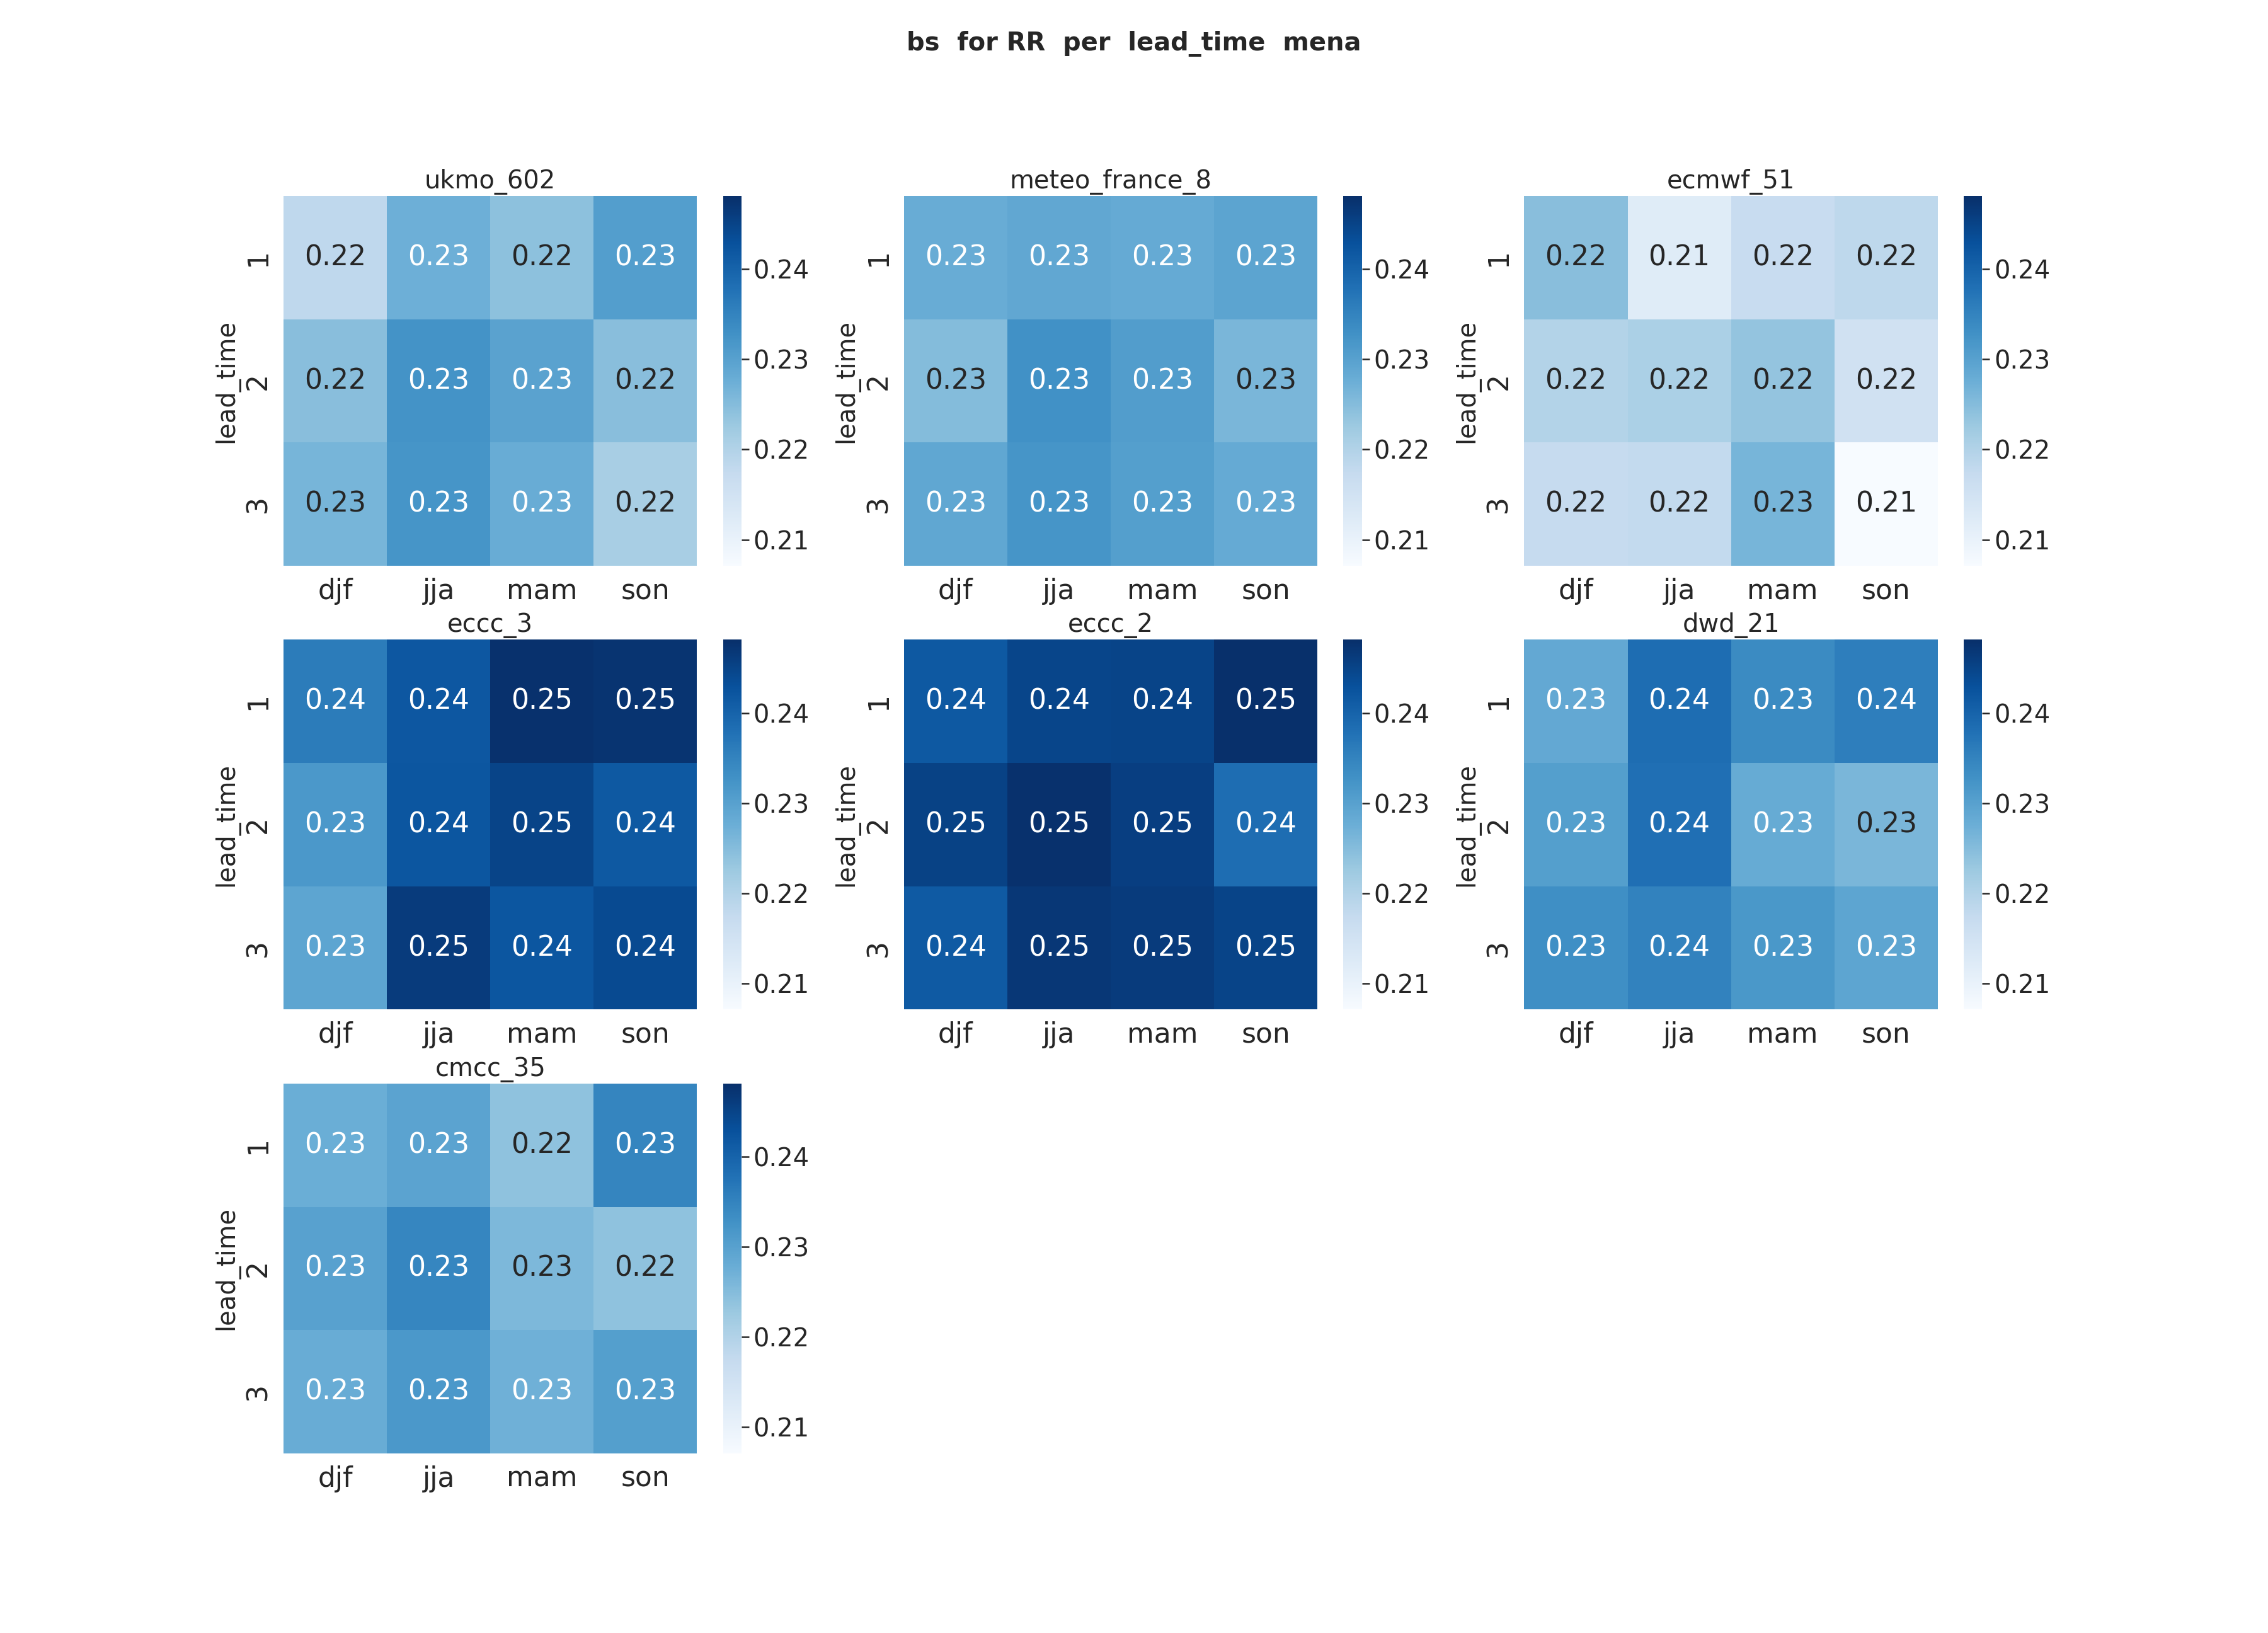 bs for RR per lead_time mena
ukmo_602
lead_time
1 0.22 0.23 0.22 0.23
2 0.22 0.23 0.23 0.22
3 0.23 0.23 0.23 0.22
djf jja mam son
0.24
0.23
0.22
0.21
meteo_france_8
lead_time
1 0.23 0.23 0.23 0.23
2 0.23 0.23 0.23 0.23
3 0.23 0.23 0.23 0.23
djf jja mam son
0.24
0.23
0.22
0.21
ecmwf_51
lead_time
1 0.22 0.21 0.22 0.22
2 0.22 0.22 0.22 0.22
3 0.22 0.22 0.23 0.21
djf jja mam son
0.24
0.23
0.22
0.21
eccc_3
lead_time
1 0.24 0.24 0.25 0.25
2 0.23 0.24 0.25 0.24
3 0.23 0.25 0.24 0.24
djf jja mam son
0.24
0.23
0.22
0.21
eccc_2
lead_time
1 0.24 0.24 0.24 0.25
2 0.25 0.25 0.25 0.24
3 0.24 0.25 0.25 0.25
djf jja mam son
0.24
0.23
0.22
0.21
dwd_21
lead_time
1 0.23 0.24 0.23 0.24
2 0.23 0.24 0.23 0.23
3 0.23 0.24 0.23 0.23
djf jja mam son
0.24
0.23
0.22
0.21
cmcc_35
lead_time
1 0.23 0.23 0.22 0.23
2 0.23 0.23 0.23 0.22
3 0.23 0.23 0.23 0.23
djf jja mam son
0.24
0.23
0.22
0.21